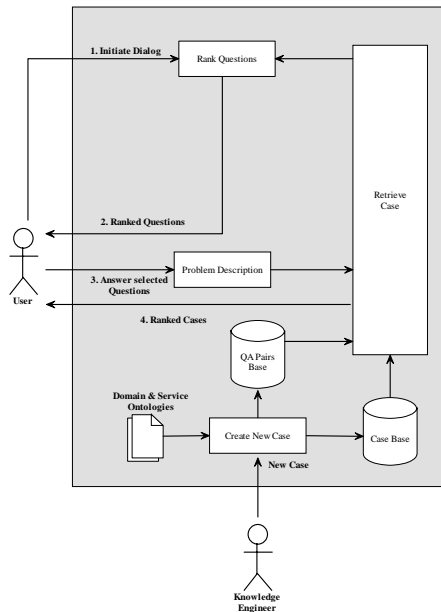 1. Initiate Dialog
Rank Questions
Retrieve
Case
2. Ranked Questions
User
Problem Description
3. Answer selected
Questions
4. Ranked Cases
QA Pairs
Base
Domain & Service
Ontologies
Create New Case
Case Base
New Case
Knowledge
Engineer